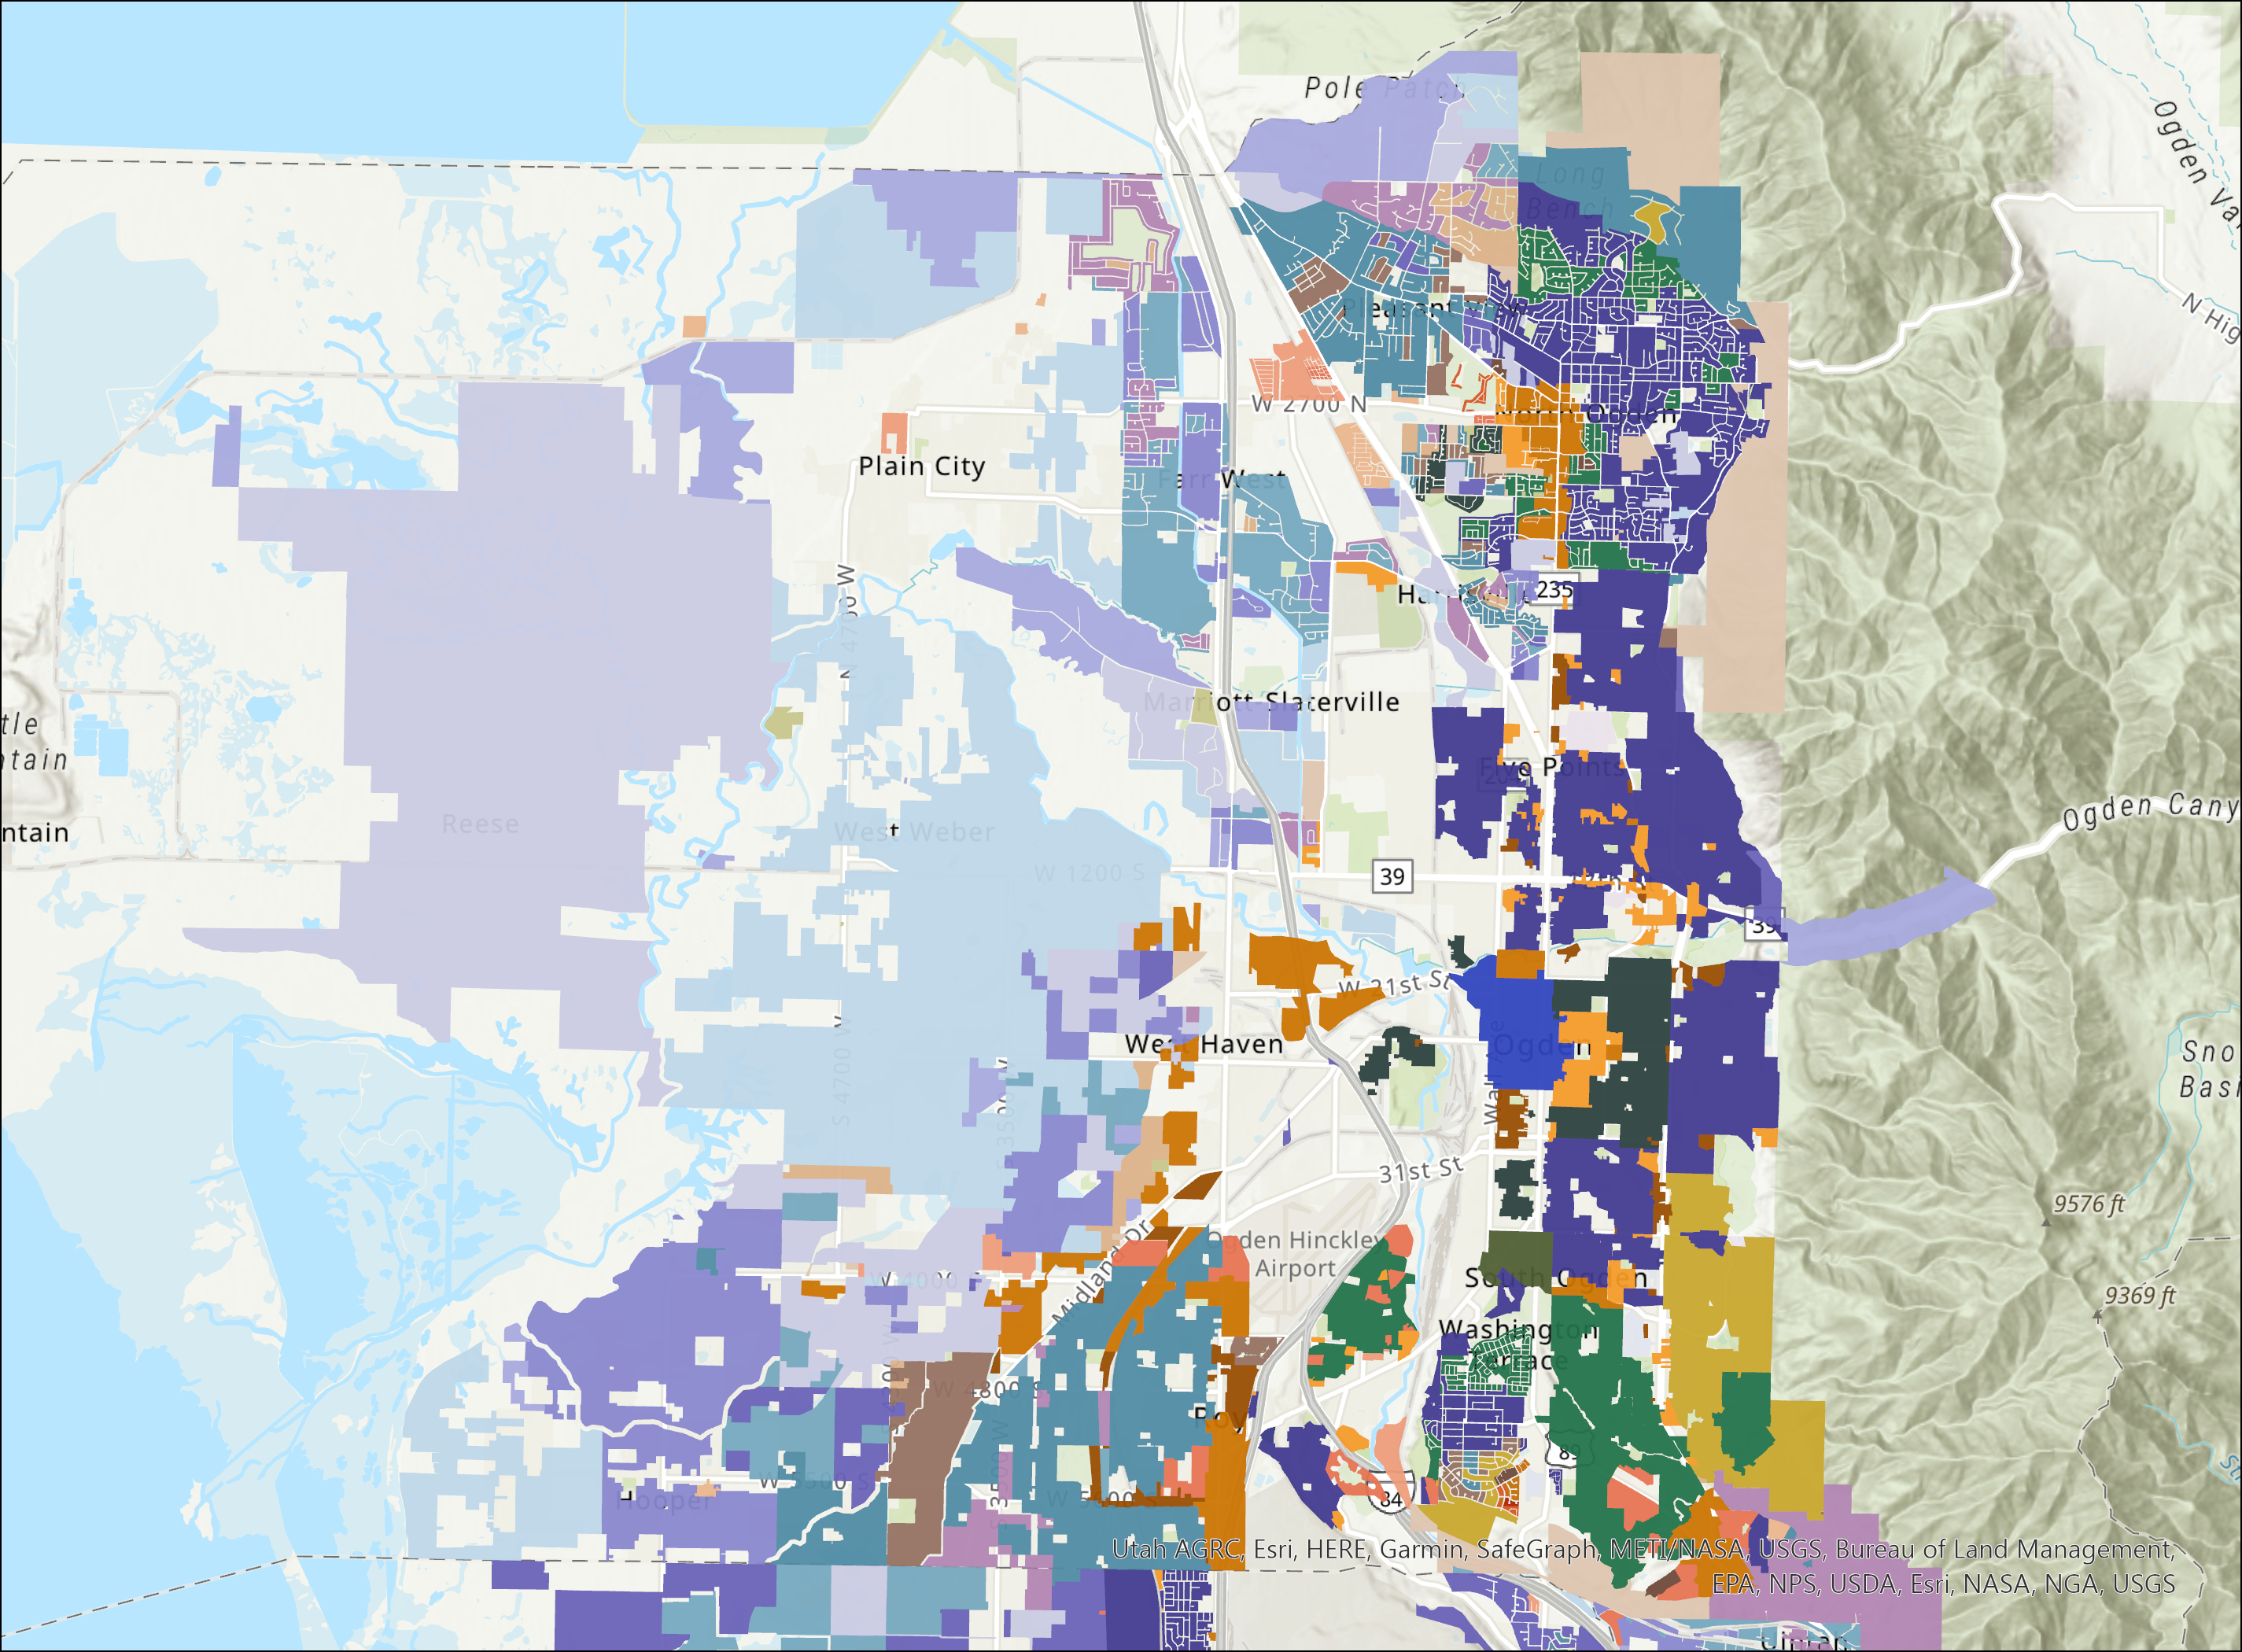 Pole Patch
Ogden Va
Long
Bench
N Hig
Pleasant View
W 2700 N
North Ogden
Plain City
Farr West
N 4700 W
235
Marriott-Slaterville
tle
ntain
Five Points
Reese
West Weber
ntain
Ogden Cany
W 1200 S
39
39
W 21st St
West Haven
Ogden
Sno
Basi
S 4700 W
S 3500 W
31st St
9576 ft
Ogden Hinckley
Airport
W 4000 S
Midland Dr
South Ogden
9369 ft
Washington
Terrace
W 4800 S
Roy
89
W 5500 S
Hooper
84
Utah AGRC, Esri, HERE, Garmin, SafeGraph, METI/NASA, USGS, Bureau of Land Management,
EPA, NPS, USDA, Esri, NASA, NGA, USGS